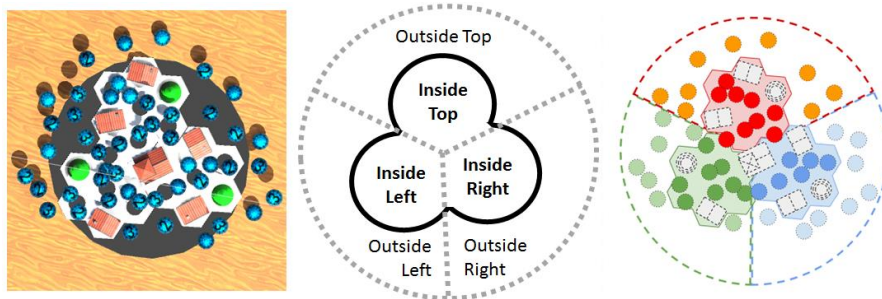 Outside Top
Inside
Top
Inside
Left
Inside
Right
Outside
Left
Outside
Right